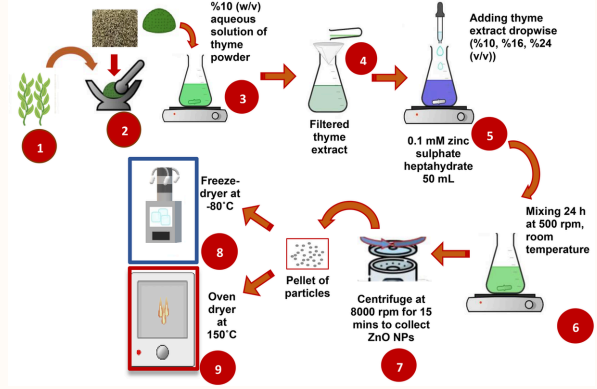 %10 (w/v)
aqueous
solution of
thyme
powder
Adding thyme
extract dropwise
(%10, %16, %24
(v/v))
1
2
3
4
Filtered
thyme
extract
5
0.1 mM zinc
sulphate
heptahydrate
50 mL
Mixing 24 h
at 500 rpm,
room
temperature
6
Centrifuge at
8000 rpm for 15
mins to collect
ZnO NPs
7
Pellet of
particles
Freeze-
dryer at
-80˚C
8
Oven
dryer
at
150˚C
9